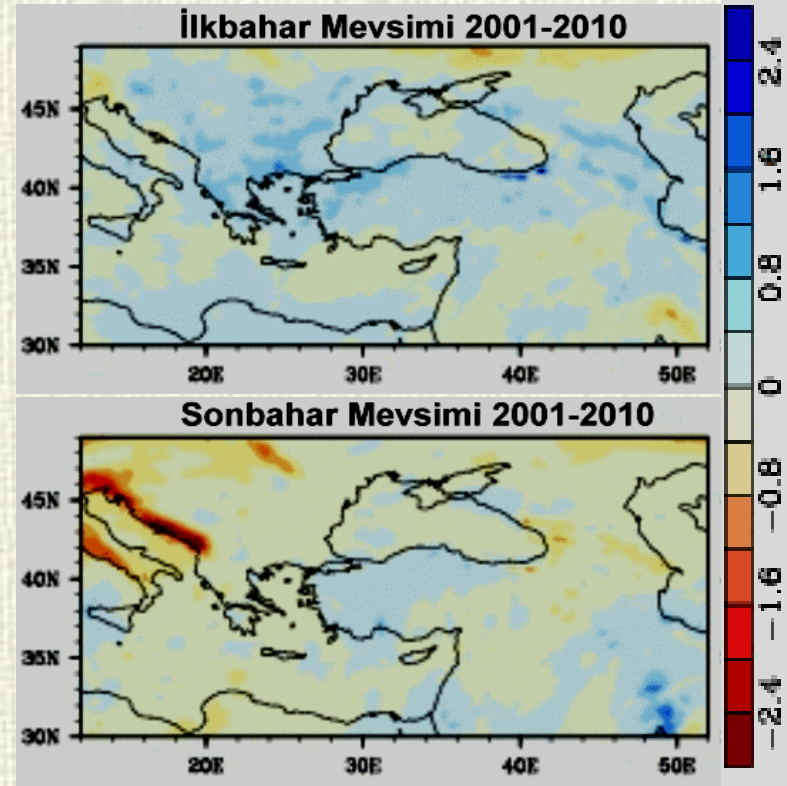 İlkbahar Mevsimi 2001-2010
45N
40N
35N
30N
20E 30E 40E 50E
Sonbahar Mevsimi 2001-2010
45N
40N
35N
30N
20E 30E 40E 50E
2.4
1.6
0.8
0
−0.8
−1.6
−2.4